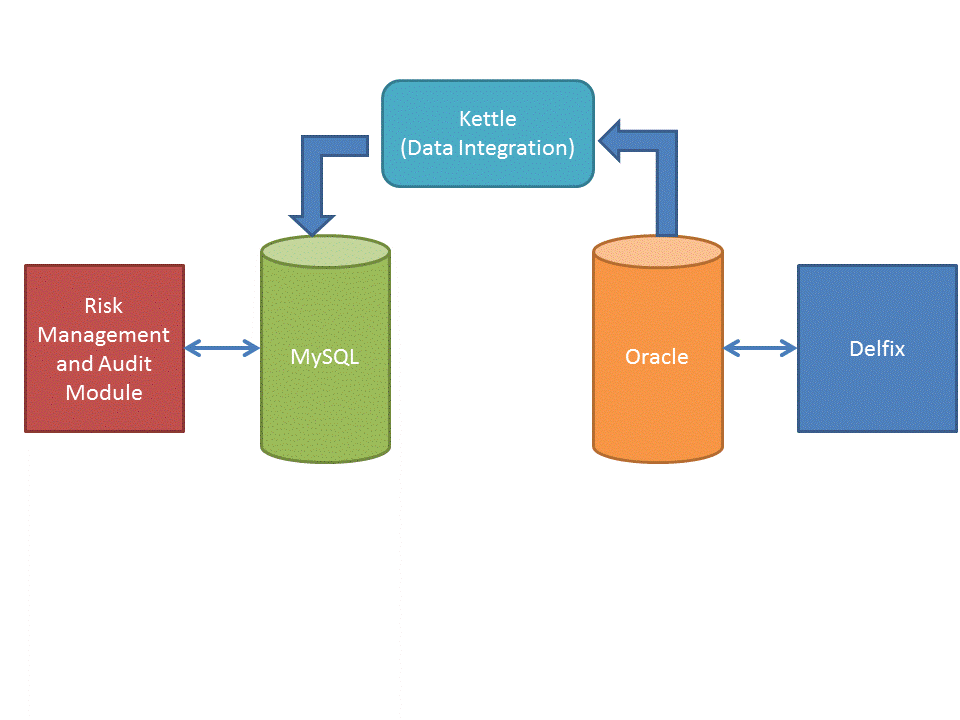 Kettle
(Data Integration)
Risk
Management
and Audit
Module
MySQL
Oracle
Delfix